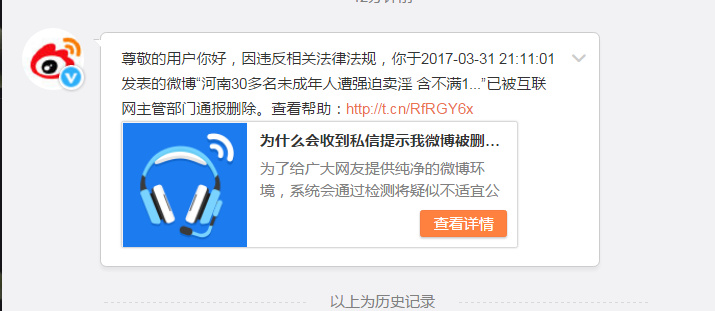 尊敬的用户你好，因违反相关法律法规，你于2017-03-31 21:11:01
发表的微博“河南30多名未成年人遭强迫卖淫 含不满1...”已被互联
网主管部门通报删除。查看帮助：http://t.cn/RfRGY6x
为什么会收到私信提示我微博被删...
为了给广大网友提供纯净的微博环
境，系统会通过检测将疑似不适宜公
查看详情
以上为历史记录